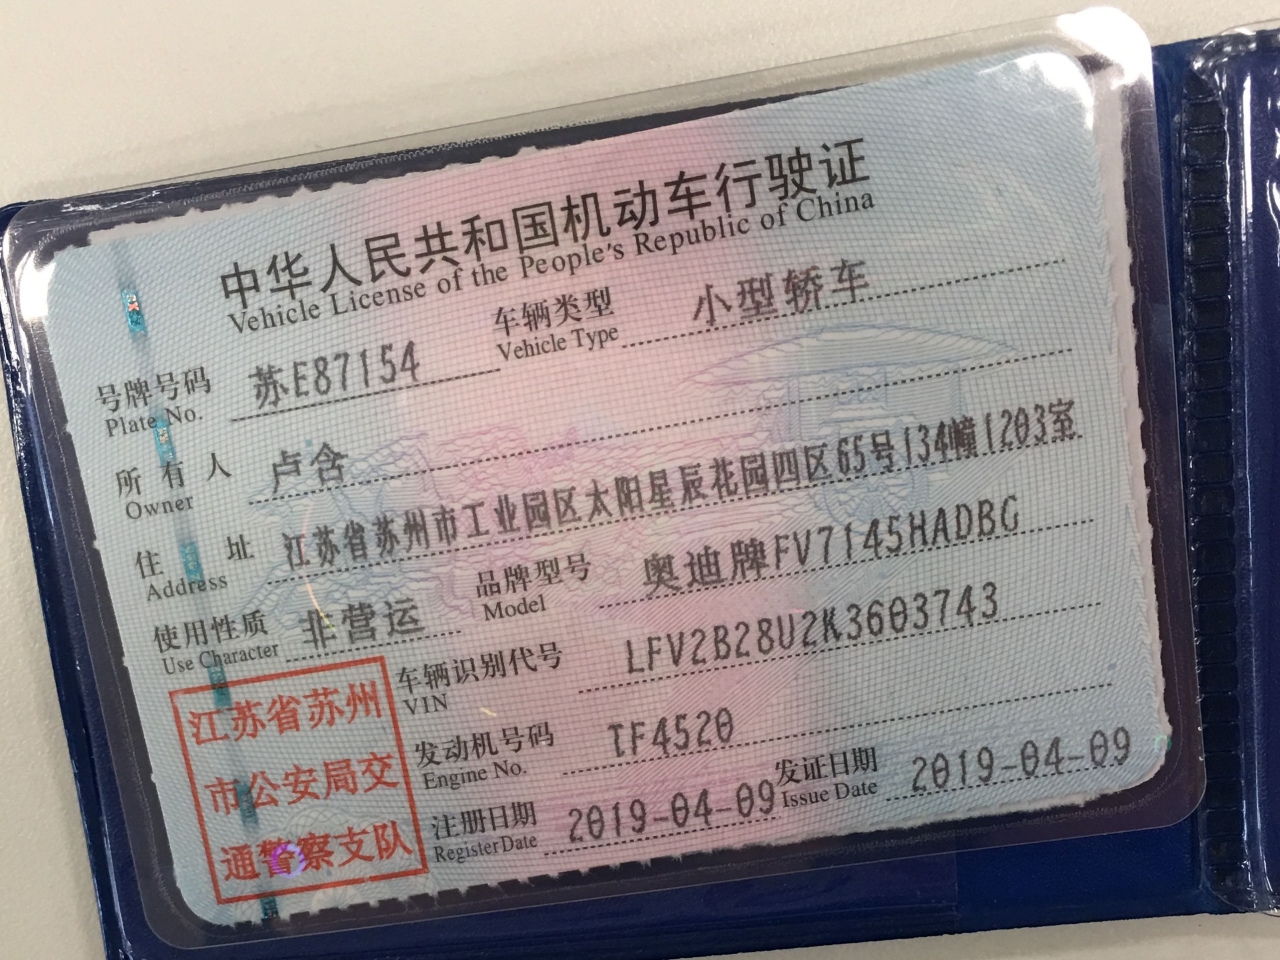 中华人民共和国机动车行驶证
Vehicle License of the People's Republic of China
号牌号码 苏E87154 车辆类型 小型轿车
Plate No. Vehicle Type
所有人 卢含
Owner
住址 江苏省苏州市工业园区太阳星辰花园四区65号134幢1203室
Address
使用性质 非营运 品牌型号 奥迪牌FV7145HADBG
Use Character Model
车辆识别代号 LFV2B28U2K3603743
VIN
发动机号码 TF4520
Engine No.
注册日期 2019-04-09 发证日期 2019-04-09
Register Date Issue Date
江苏省苏州
市公安局交
通警察支队